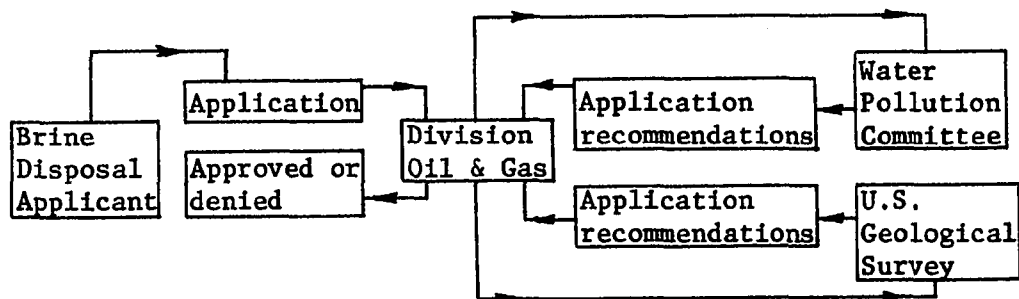 Brine
Disposal
Applicant
Application
Approved or
denied
Division
Oil & Gas
Application
recommendations
Application
recommendations
Water
Pollution
Committee
U.S.
Geological
Survey